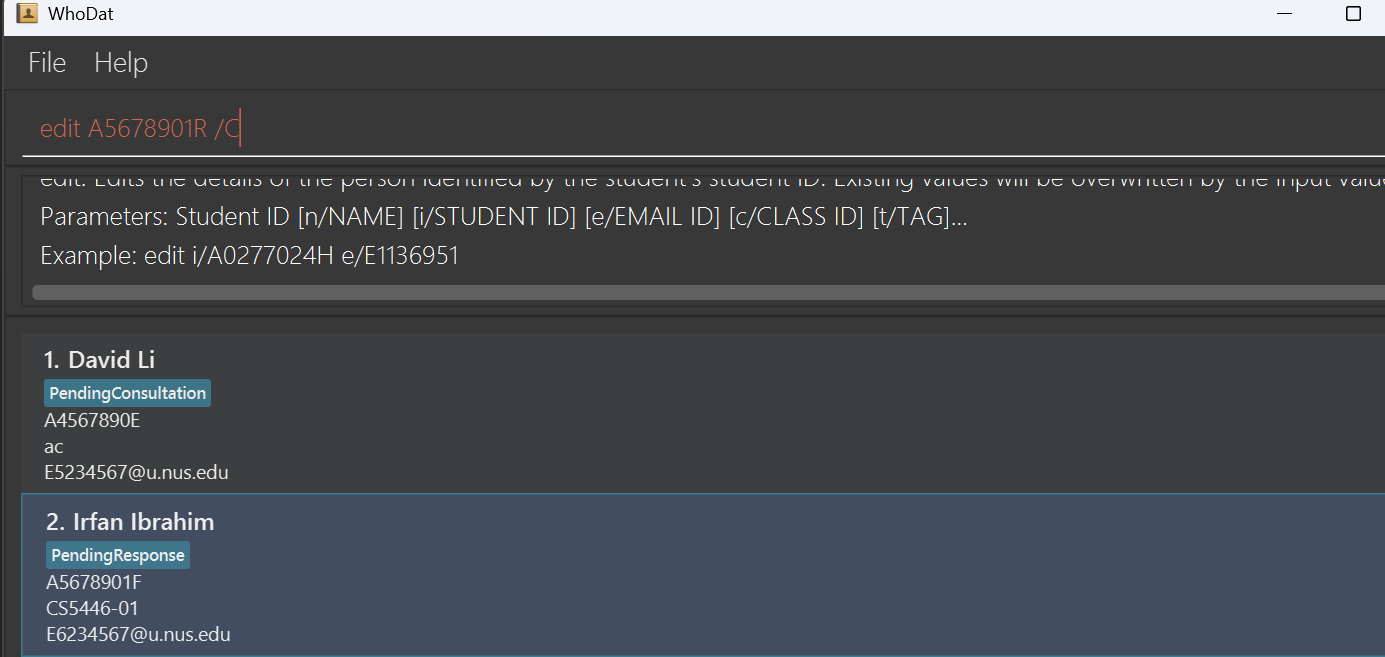 WhoDat
File Help
edit A5678901R /C
edit: Edits the details of the person identified by the student's student ID. Existing values will be overwritten by the input
Parameters: Student ID [n/NAME] [i/STUDENT ID] [e/EMAIL ID] [c/CLASS ID] [t/TAG]...
Example: edit i/A0277024H e/E1136951
1. David Li
PendingConsultation
A4567890E
ac
E5234567@u.nus.edu
2. Irfan Ibrahim
PendingResponse
A5678901F
CS5446-01
E6234567@u.nus.edu